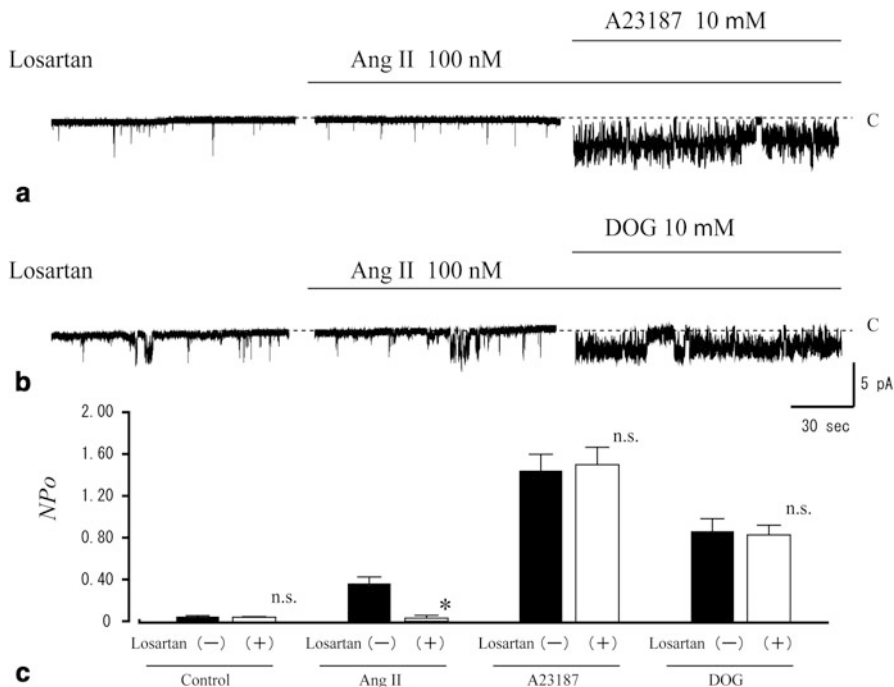 A23187 10 mM
Losartan Ang II 100 nM
C
a
DOG 10 mM
Losartan Ang II 100 nM
C
b
5 pA
30 sec
2.00
1.60
1.20
0.80
0.40
0
NPo
n.s.
*
n.s.
n.s.
Losartan (−) (+) Losartan (−) (+) Losartan (−) (+) Losartan (−) (+)
Control Ang II A23187 DOG
c